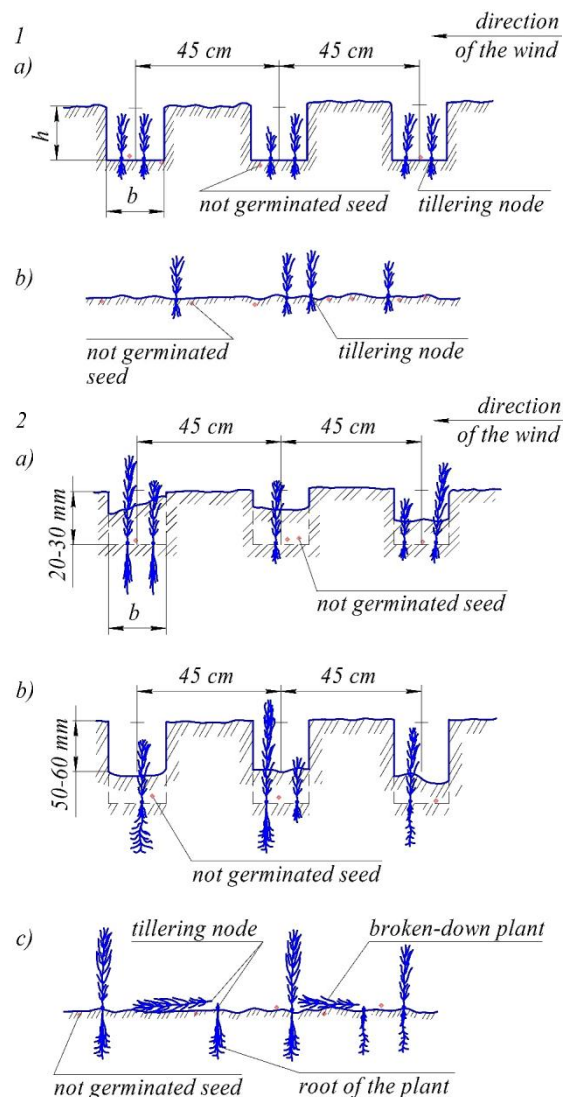 1
direction
of the wind
a)
45 cm
45 cm
h
b
not germinated seed
tillering node
b)
not germinated
seed
tillering node
2
direction
of the wind
a)
45 cm
45 cm
20-30 mm
b
not germinated seed
b)
45 cm
45 cm
50-60 mm
not germinated seed
c)
tillering node
broken-down plant
not germinated seed
root of the plant